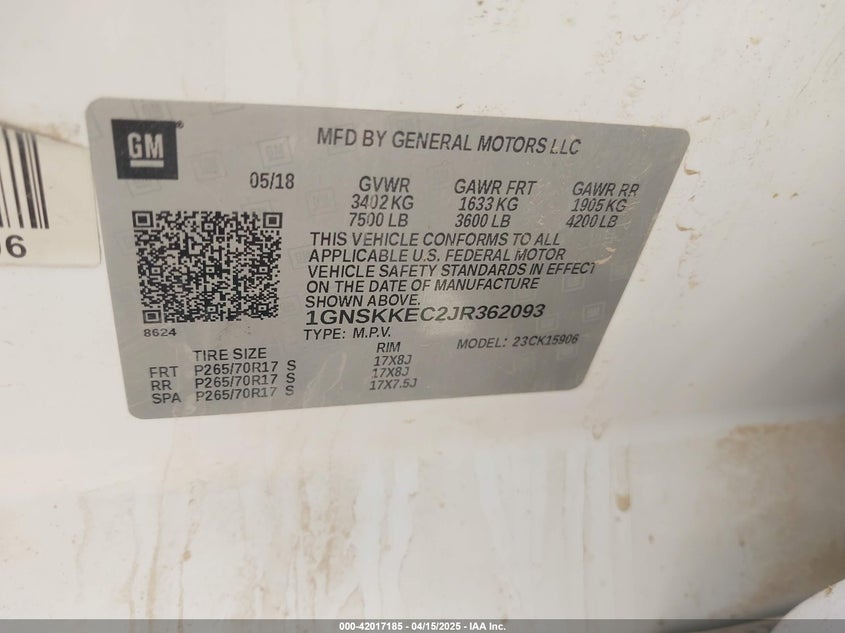 GM
MFD BY GENERAL MOTORS LLC
05/18
GVWR GAWR FRT GAWR RR
3402 KG 1633 KG 1905 KG
7500 LB 3600 LB 4200 LB
THIS VEHICLE CONFORMS TO ALL
APPLICABLE U.S. FEDERAL MOTOR
VEHICLE SAFETY STANDARDS IN EFFECT
ON THE DATE OF MANUFACTURE
SHOWN ABOVE.
8624
1GNSKKEC2JR362093
TYPE: M.P.V. MODEL: 23CK15906
TIRE SIZE RIM
FRT P265/70R17 S 17X8J
RR P265/70R17 S 17X8J
SPA P265/70R17 S 17X7.5J
000-42017185 - 04/15/2025 - IAA Inc.